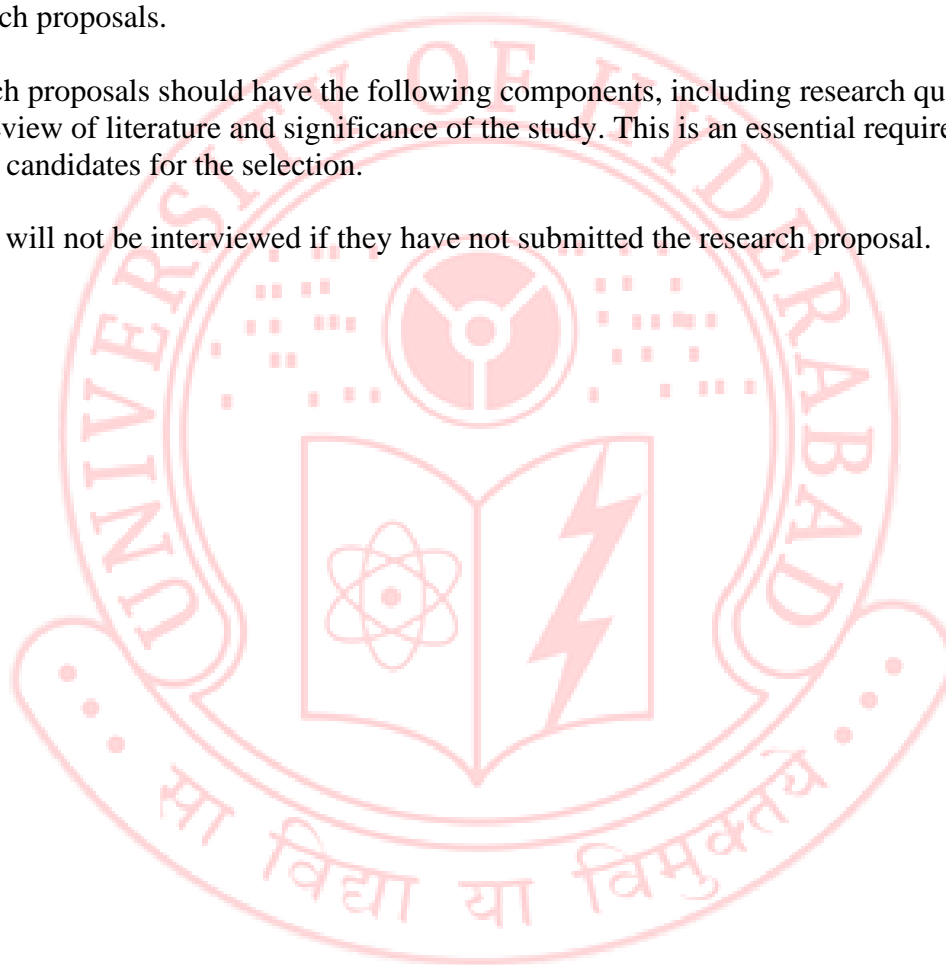 ch proposals.
ch proposals should have the following components, including research qu
view of literature and significance of the study. This is an essential require
candidates for the selection.
will not be interviewed if they have not submitted the research proposal.
UNIVERSITY OF HYDERABAD
सा विद्या या विमुक्तये